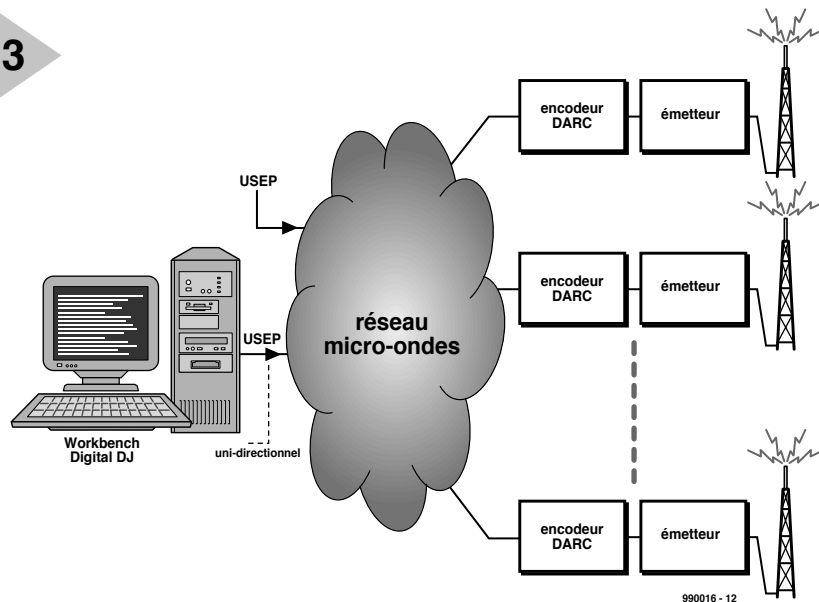 3
encodeur
DARC
émetteur
USEP
encodeur
DARC
émetteur
réseau
micro-ondes
USEP
Workbench
Digital DJ
uni-directionnel
encodeur
DARC
émetteur
990016 - 12